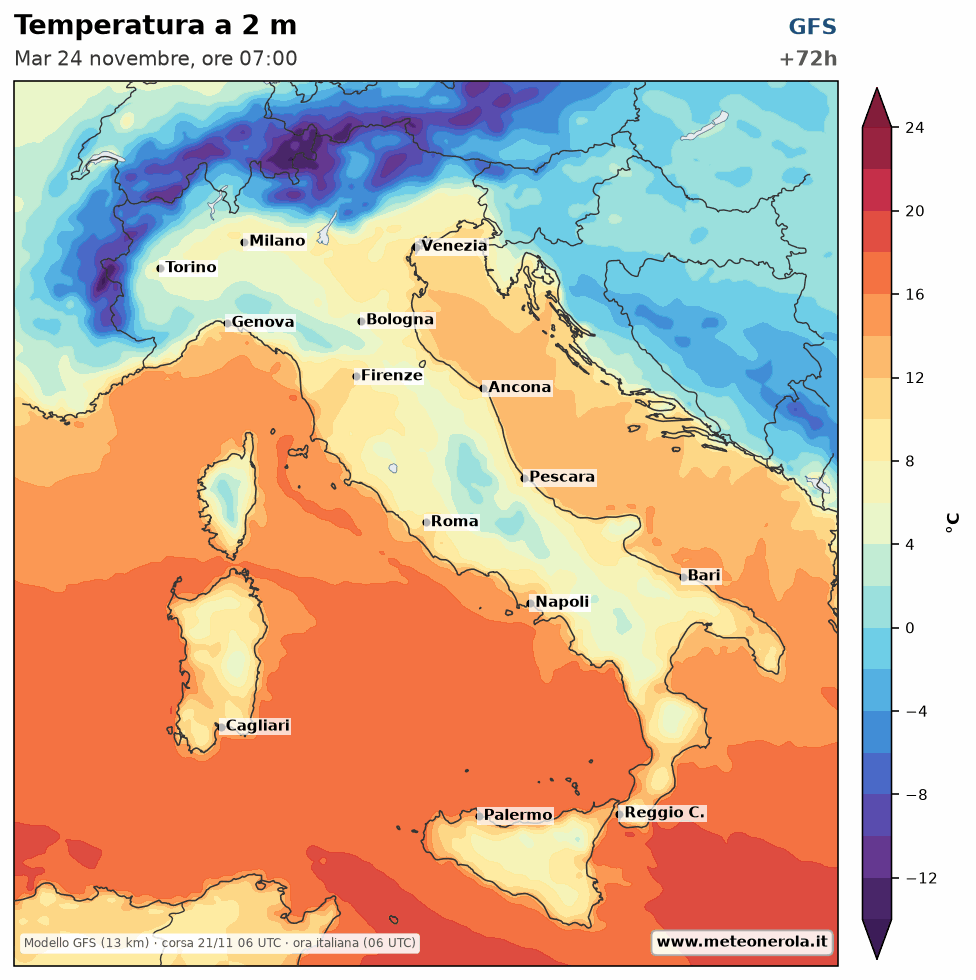 Temperatura a 2 m
GFS
Mar 24 novembre, ore 07:00
+72h
Milano
Venezia
Torino
Genova
Bologna
Firenze
Ancona
Pescara
Roma
Bari
Napoli
Cagliari
Palermo
Reggio C.
24
20
16
12
8
4
0
−4
−8
−12
°C
Modello GFS (13 km) · corsa 21/11 06 UTC · ora italiana (06 UTC)
www.meteonerola.it